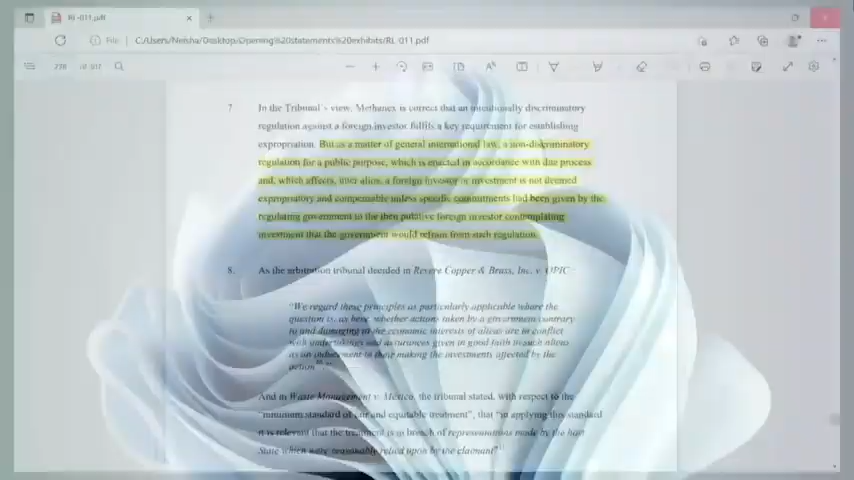 RL-011.pdf
File C:/Users/Neisha/Desktop/Opening%20statements%20exhibits/RL-011.pdf
7 In the Tribunal's view, Methanex is correct that an intentionally discriminatory
regulation against a foreign investor fulfils a key requirement for establishing
expropriation. But as a matter of general international law, a non-discriminatory
regulation for a public purpose, which is enacted in accordance with due process
and, which affects, inter alios, a foreign investor or investment is not deemed
expropriatory and compensable unless specific commitments had been given by the
regulating government to the then putative foreign investor contemplating
investment that the government would refrain from such regulation.
8. As the arbitration tribunal decided in Revere Copper & Brass, Inc. v. OPIC
"We regard these principles as particularly applicable where the
question is, as here, whether actions taken by a government contrary
to and damaging to the economic interests of aliens are in conflict
with undertakings and assurances given in good faith to such aliens
as an inducement to their making the investments affected by the
action
And in Waste Management v. Mexico, the tribunal stated, with respect to the
"minimum standard of fair and equitable treatment", that "in applying this standard
it is relevant that the treatment is in breach of representations made by the host
State which were reasonably relied upon by the claimant"